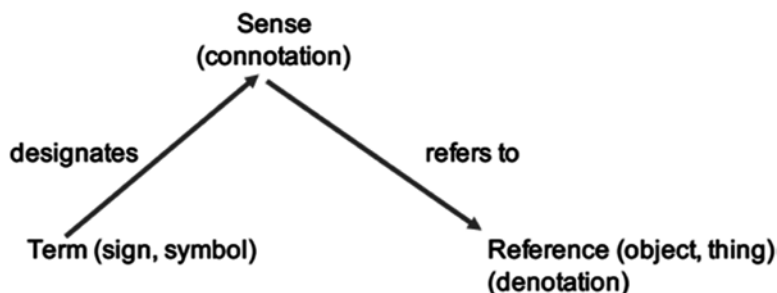 Sense
(connotation)
designates
refers to
Term (sign, symbol)
Reference (object, thing)
(denotation)